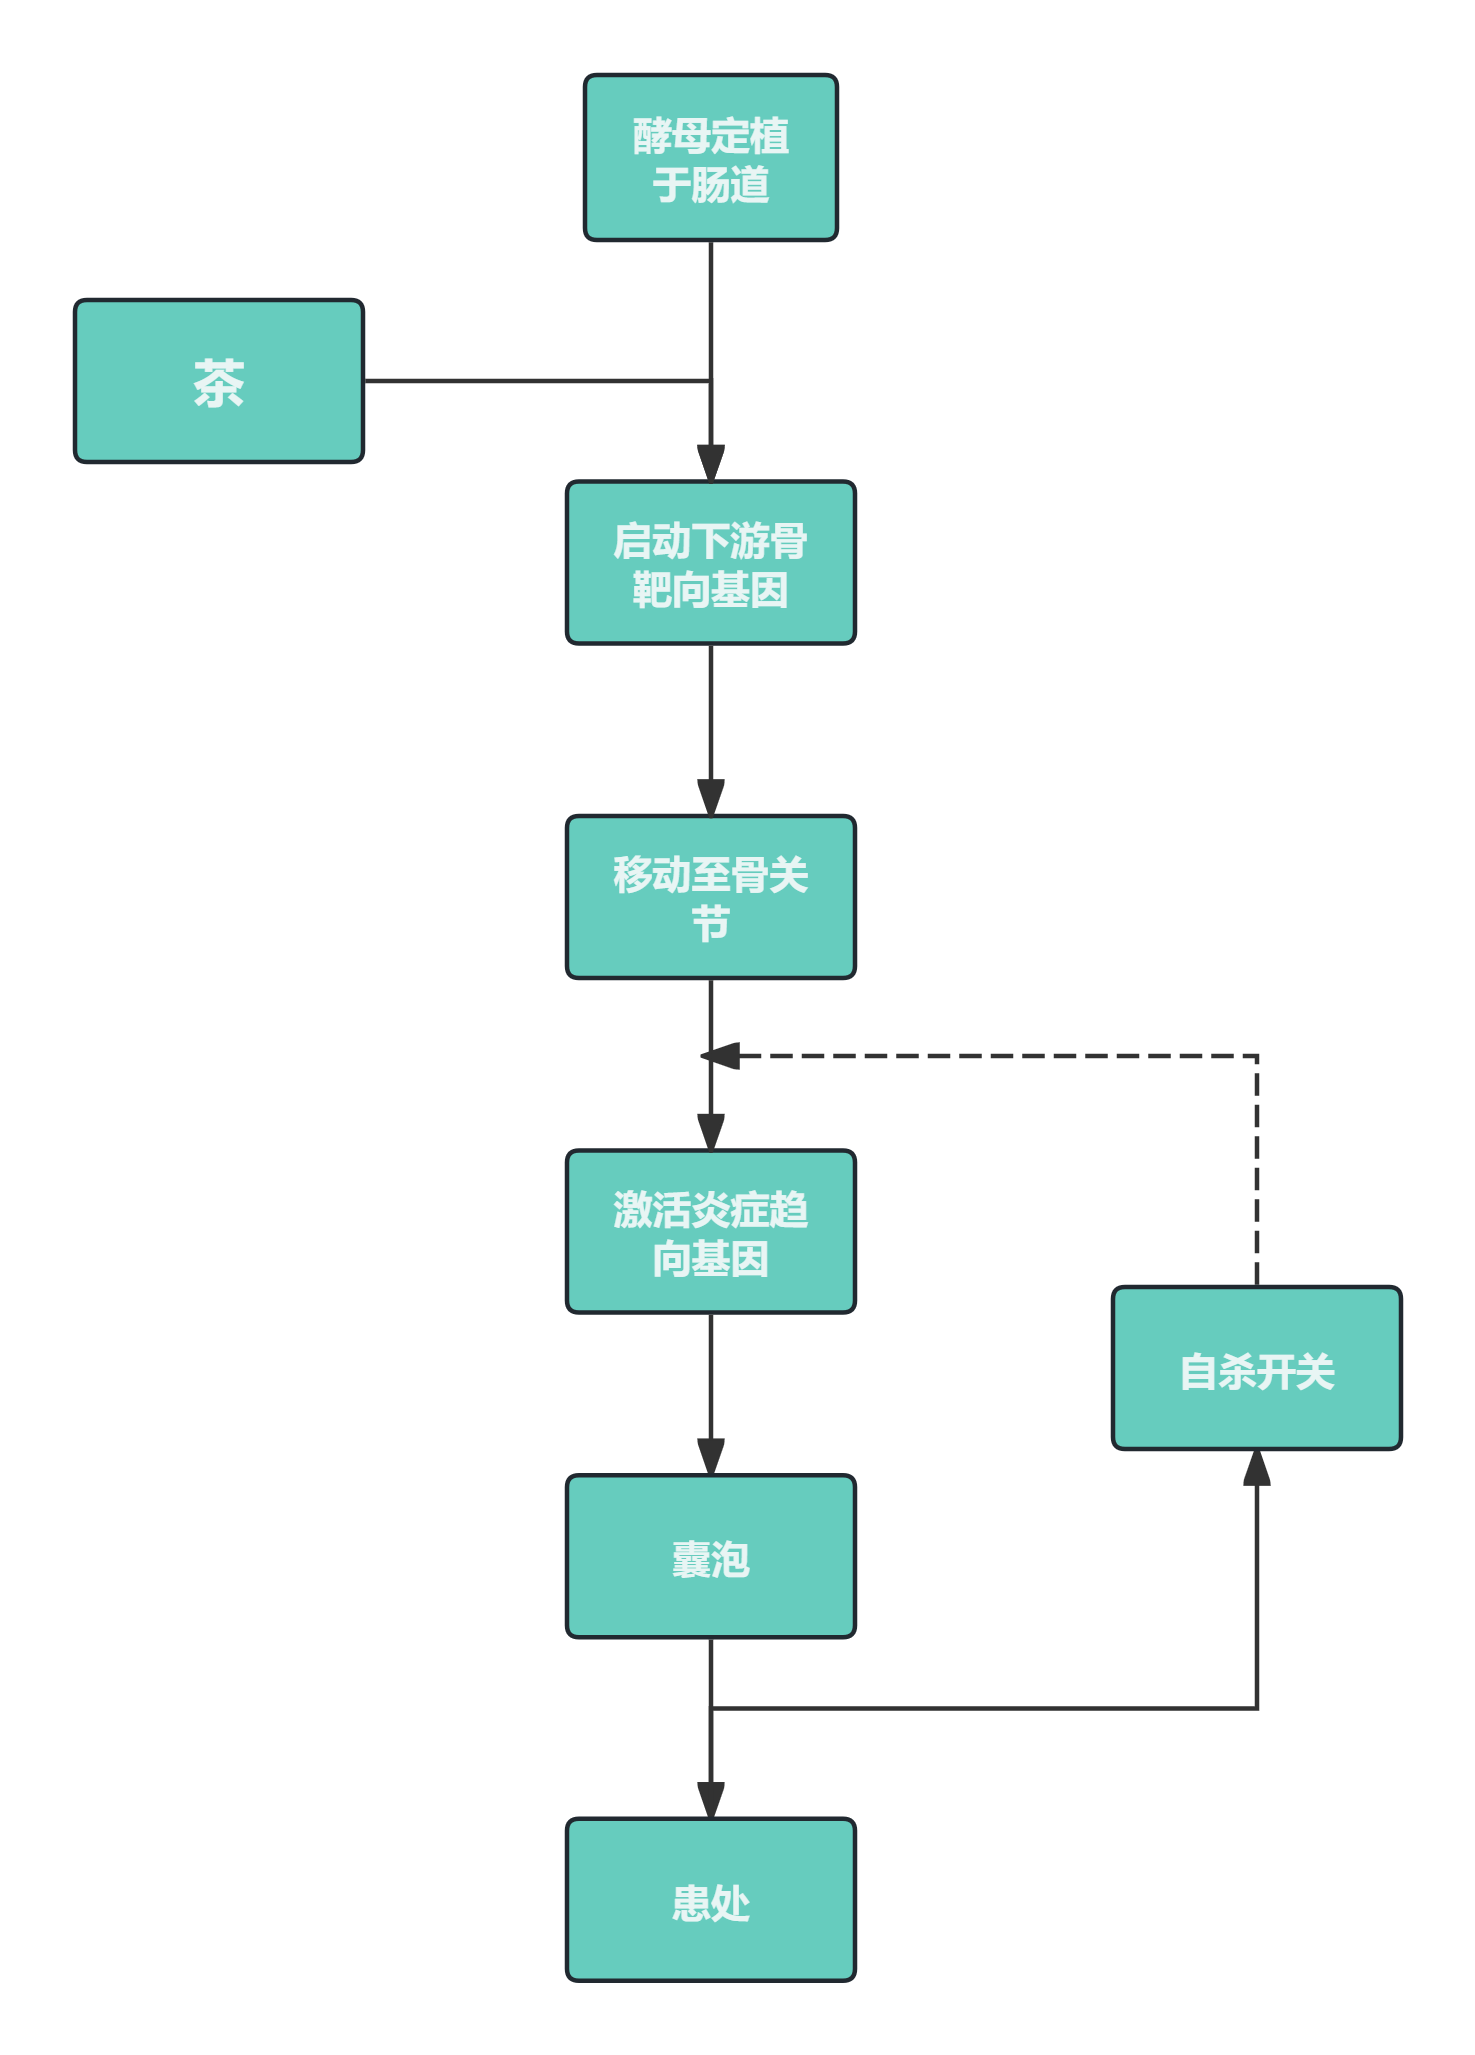 酵母定植
于肠道
茶
启动下游骨
靶向基因
移动至骨关
节
激活炎症趋
向基因
自杀开关
囊泡
患处